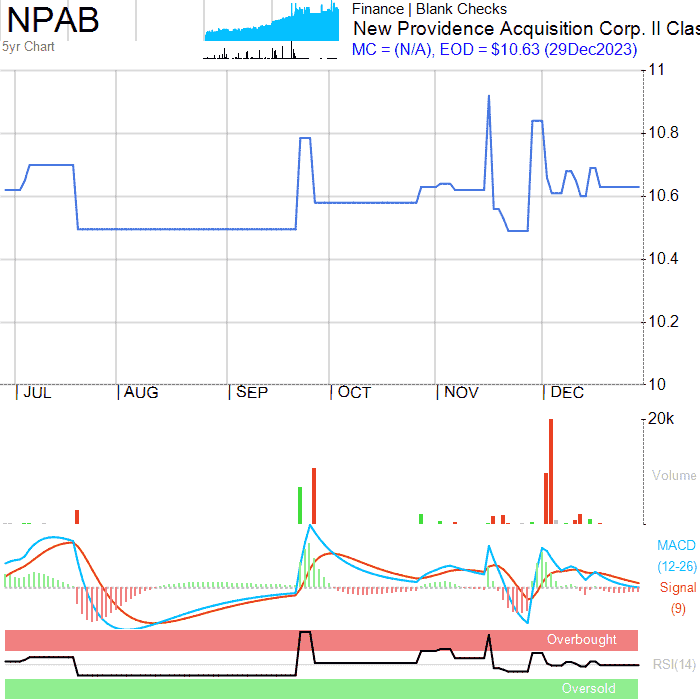 NPAB
5yr Chart
Finance | Blank Checks
New Providence Acquisition Corp. II Clas
MC = (N/A), EOD = $10.63 (29Dec2023)
11
10.8
10.6
10.4
10.2
10
JUL AUG SEP OCT NOV DEC
20k
Volume
MACD
(12-26)
Signal
(9)
Overbought
RSI(14)
Oversold